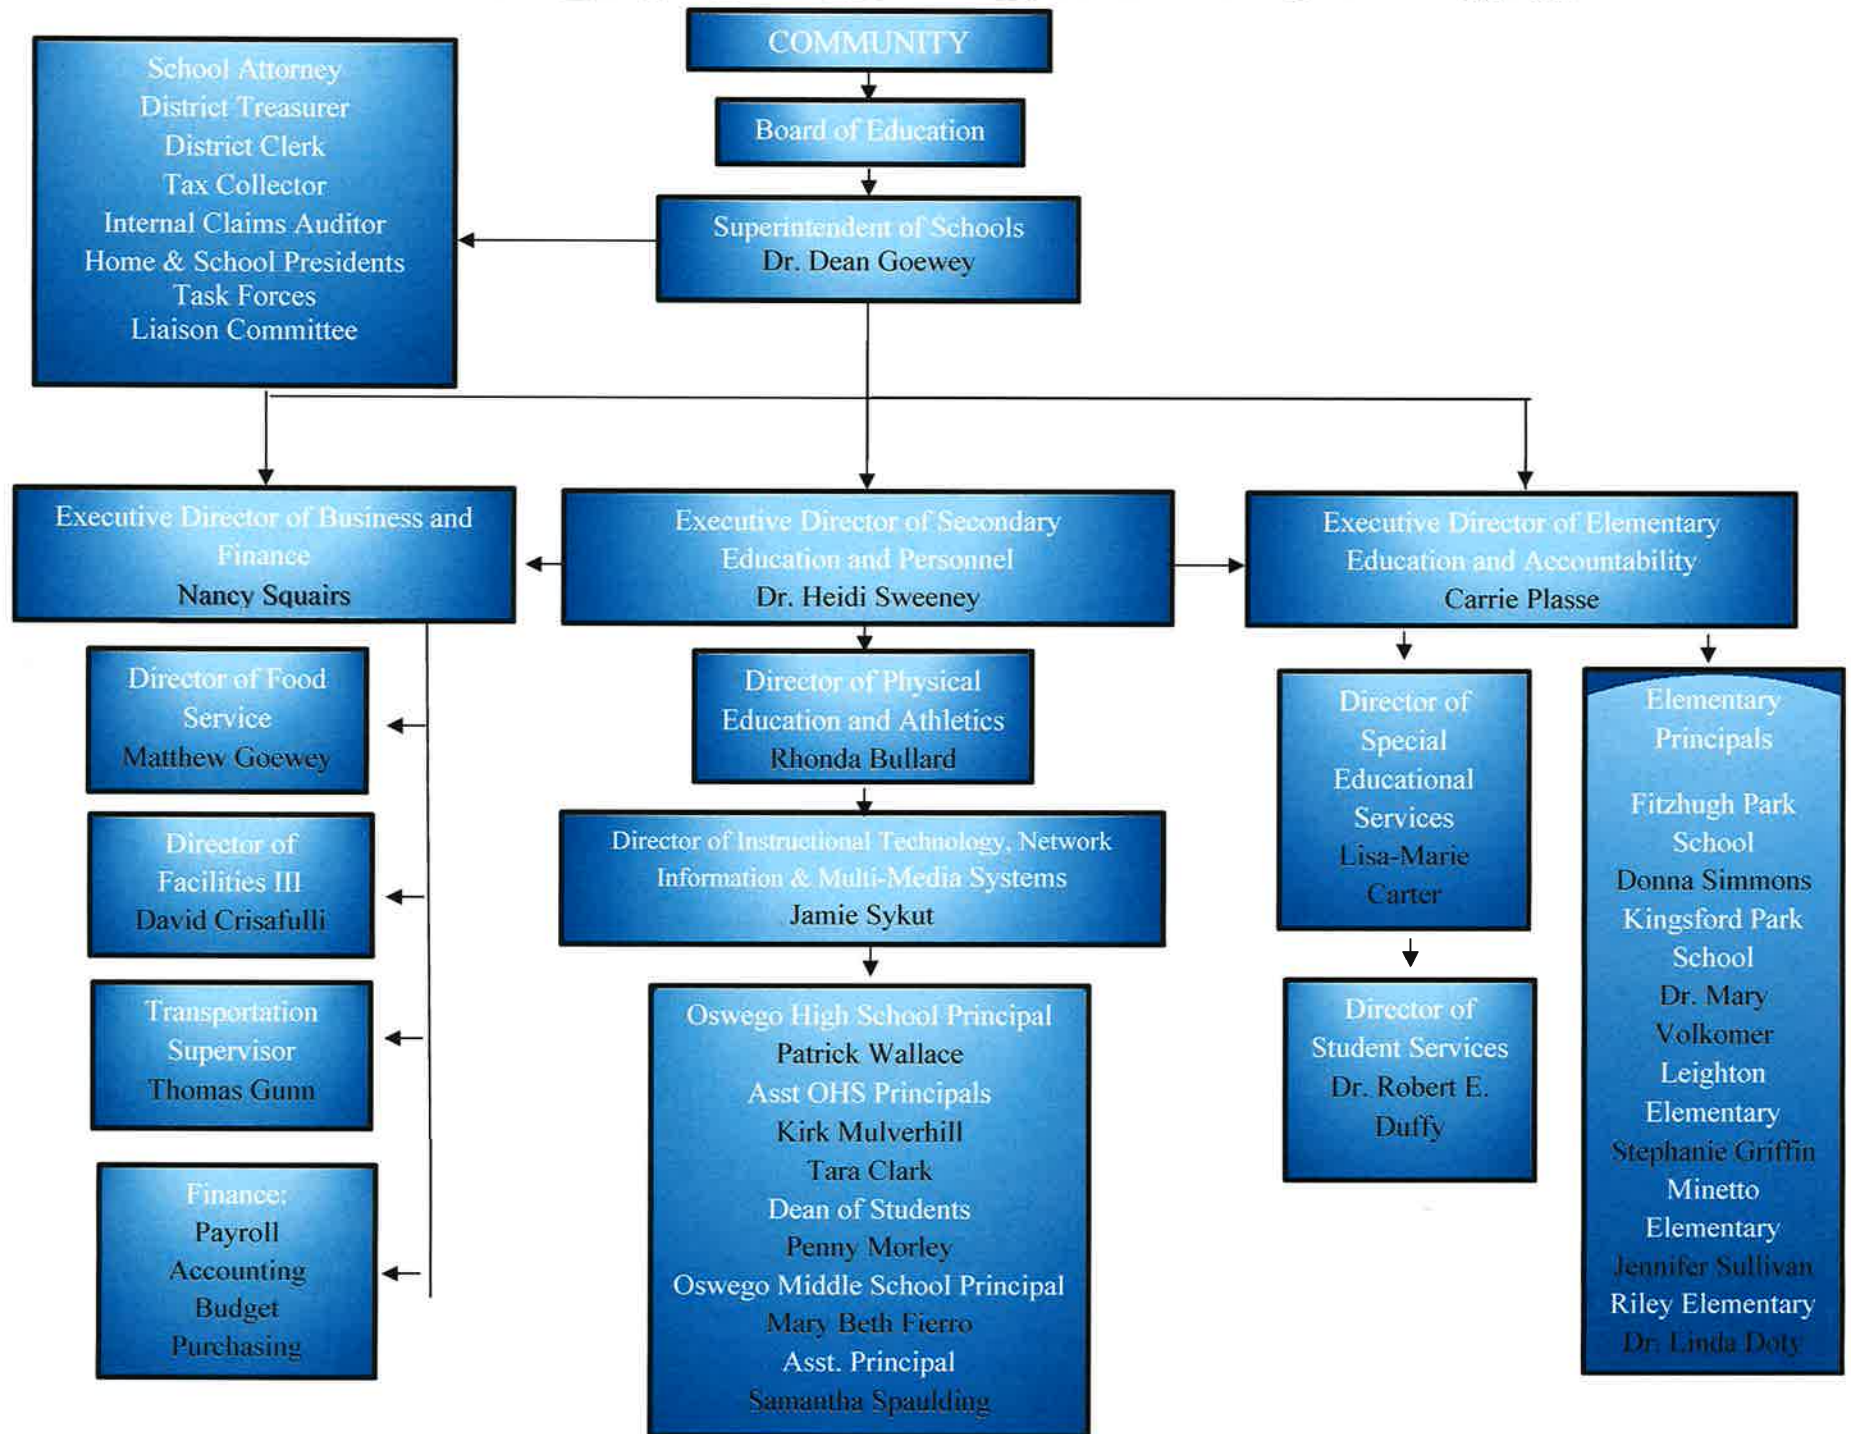 COMMUNITY
School Attorney
District Treasurer
District Clerk
Tax Collector
Internal Claims Auditor
Home & School Presidents
Task Forces
Liaison Committee
Board of Education
Superintendent of Schools
Dr. Dean Goewey
Executive Director of Business and
Finance
Nancy Squairs
Executive Director of Secondary
Education and Personnel
Dr. Heidi Sweeney
Executive Director of Elementary
Education and Accountability
Carrie Plasse
Director of Food
Service
Matthew Goewey
Director of
Facilities III
David Crisafulli
Transportation
Supervisor
Thomas Gunn
Finance:
Payroll
Accounting
Budget
Purchasing
Director of Physical
Education and Athletics
Rhonda Bullard
Director of Instructional Technology, Network
Information & Multi-Media Systems
Jamie Sykut
Oswego High School Principal
Patrick Wallace
Asst OHS Principals
Kirk Mulverhill
Tara Clark
Dean of Students
Penny Morley
Oswego Middle School Principal
Mary Beth Fierro
Asst. Principal
Samantha Spaulding
Director of
Special
Educational
Services
Lisa-Marie
Carter
Director of
Student Services
Dr. Robert E.
Duffy
Elementary
Principals
Fitzhugh Park
School
Donna Simmons
Kingsford Park
School
Dr. Mary
Volkomer
Leighton
Elementary
Stephanie Griffin
Minetto
Elementary
Jennifer Sullivan
Riley Elementary
Dr. Linda Doty